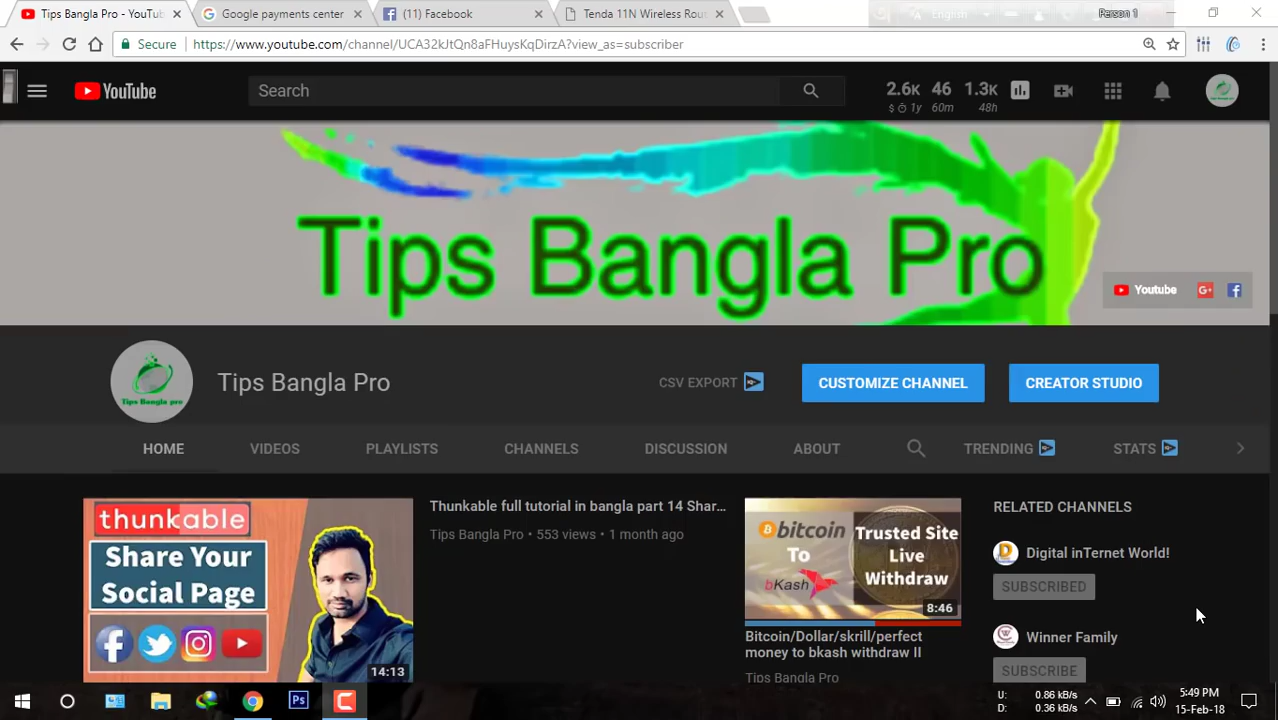 Tips Bangla Pro - YouTub
Google payments center
(11) Facebook
Tenda 11N Wireless Rout
English
Person 1
Secure
https://www.youtube.com/channel/UCA32kJtQn8aFHuysKqDirzA?view_as=subscriber
YouTube
Search
2.6K 46 1.3K
$ 1y 60m 48h
Tips Bangla Pro
Youtube
G+
Tips Bangla pro
Tips Bangla Pro
CSV EXPORT
CUSTOMIZE CHANNEL
CREATOR STUDIO
HOME
VIDEOS
PLAYLISTS
CHANNELS
DISCUSSION
ABOUT
TRENDING
STATS
thunkable
Share Your
Social Page
14:13
Thunkable full tutorial in bangla part 14 Shar...
Tips Bangla Pro • 553 views • 1 month ago
bitcoin
To
bKash
Trusted Site
Live
Withdraw
8:46
Bitcoin/Dollar/skrill/perfect
money to bkash withdraw II
Tips Bangla Pro
RELATED CHANNELS
Digital inTernet World!
SUBSCRIBED
Winner Family
SUBSCRIBE
U: 0.86 kB/s
D: 0.36 kB/s
5:49 PM
15-Feb-18